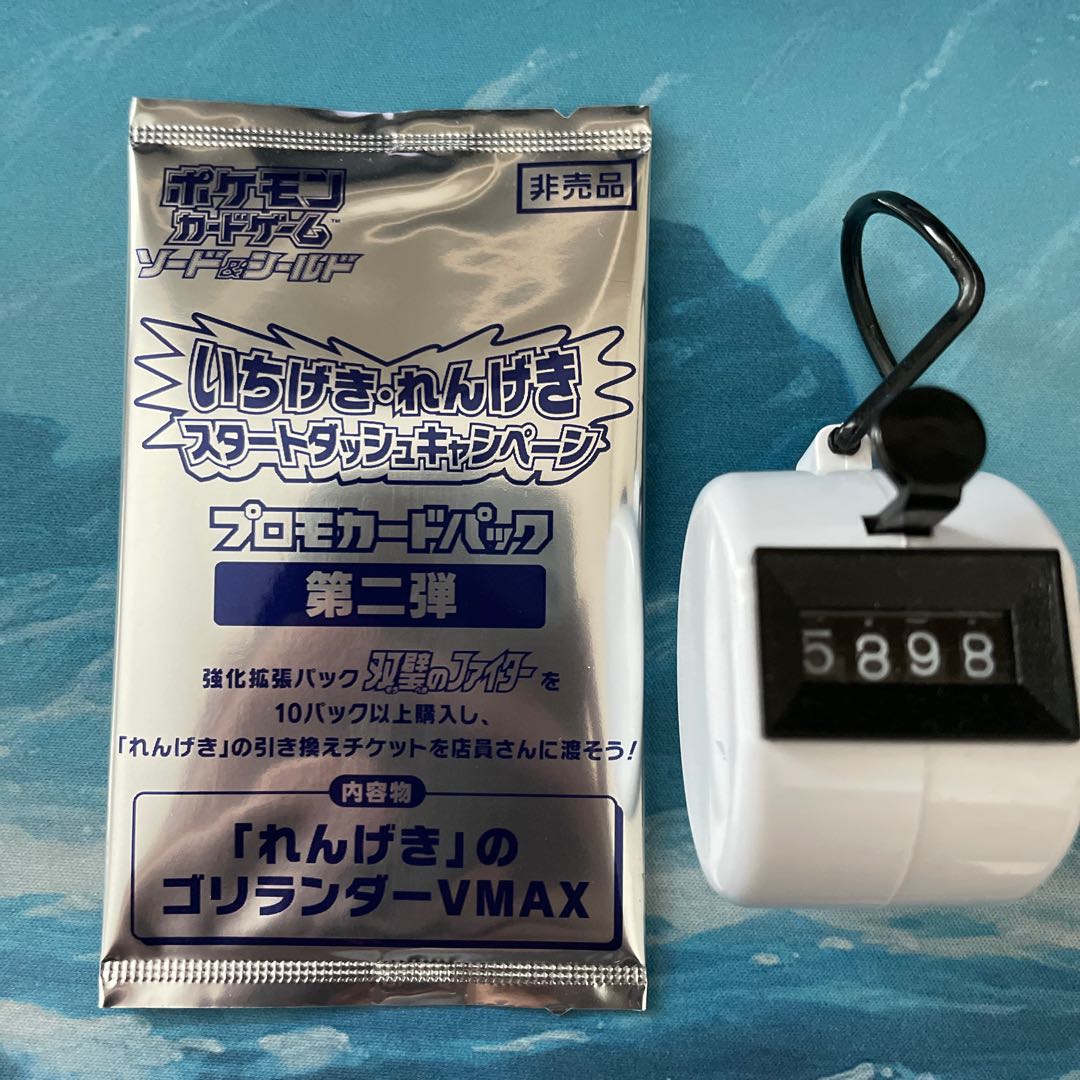 ポケモン
カードゲーム™
ソード&シールド
非売品
いちげき・れんげき
スタートダッシュキャンペーン
プロモカードパック
第二弾
強化拡張パック 双璧のファイターを
10パック以上購入し、
「れんげき」の引き換えチケットを店員さんに渡そう!
内容物
「れんげき」の
ゴリランダーVMAX
5898